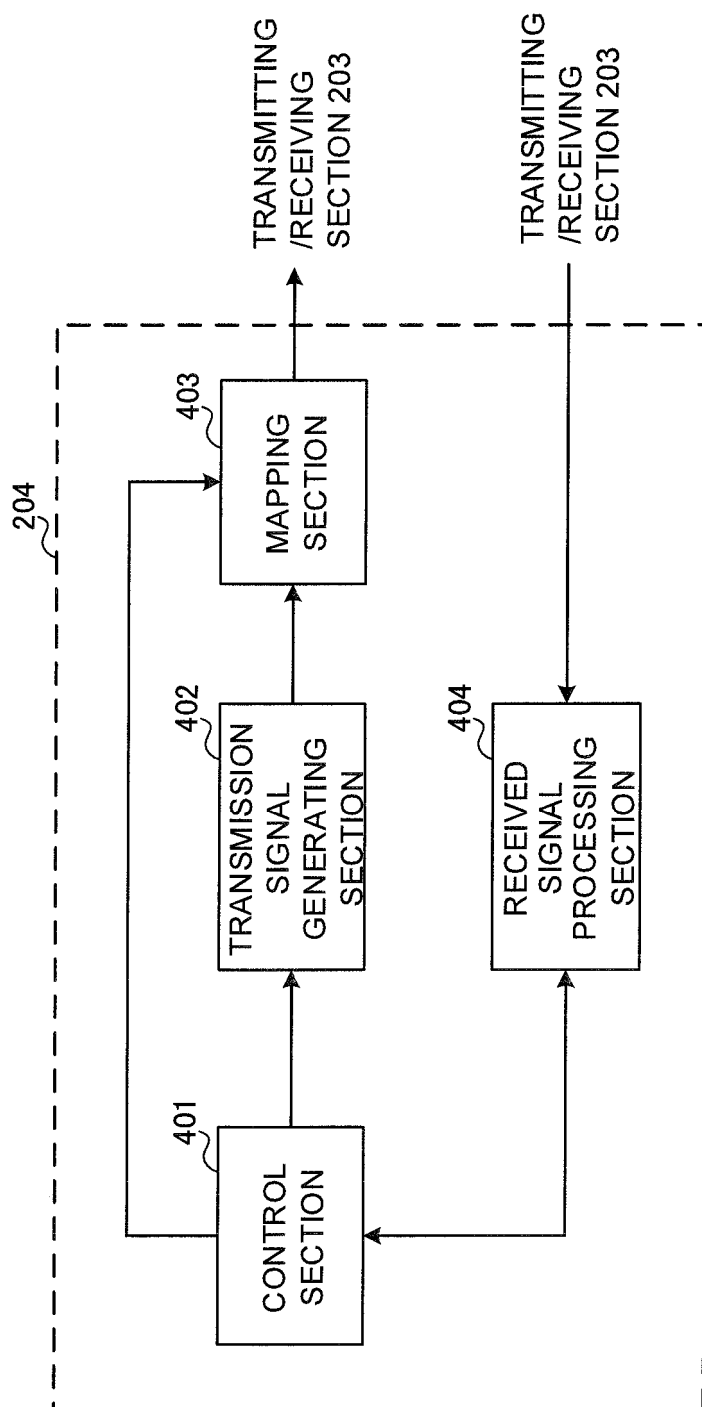 204
403
MAPPING
SECTION
TRANSMITTING
/RECEIVING
SECTION 203
402
TRANSMISSION
SIGNAL
GENERATING
SECTION
401
CONTROL
SECTION
404
RECEIVED
SIGNAL
PROCESSING
SECTION
TRANSMITTING
/RECEIVING
SECTION 203